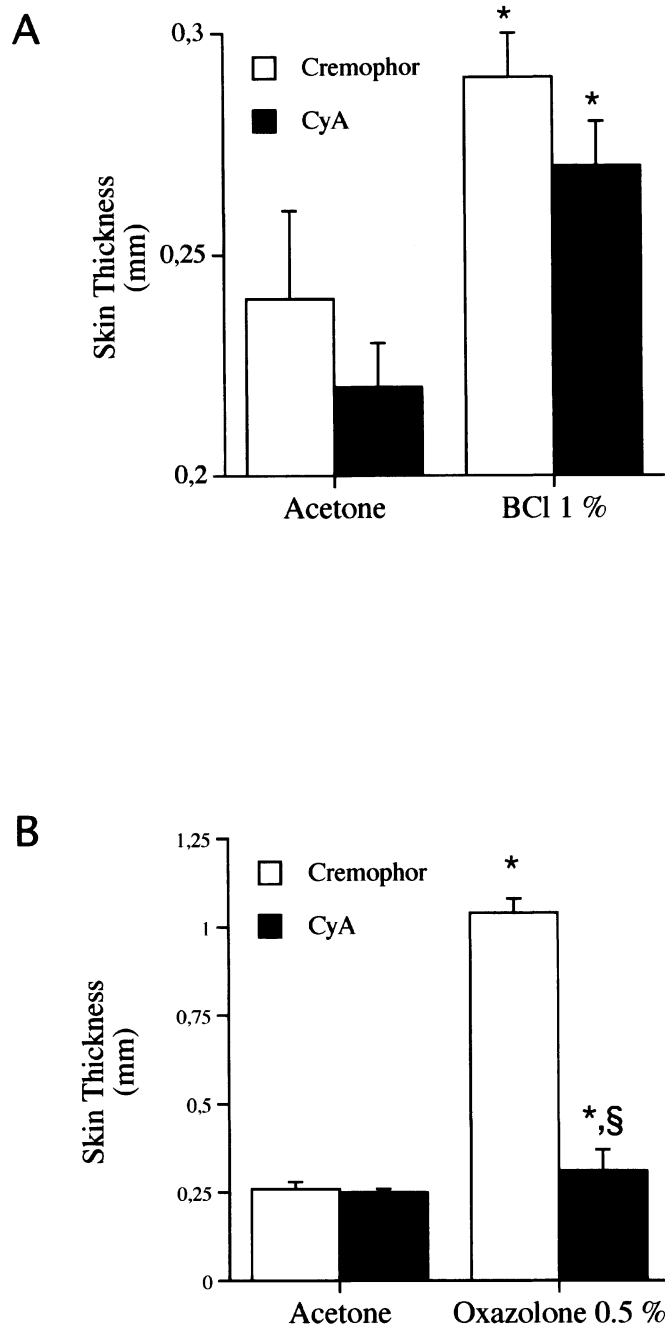 A
0,3
Cremophor
CyA
*
*
Skin Thickness
(mm)
0,25
0,2
Acetone
BCl 1 %
B
1,25
Cremophor
CyA
*
1
Skin Thickness
(mm)
0,75
0,5
*,§
0,25
0
Acetone
Oxazolone 0.5 %